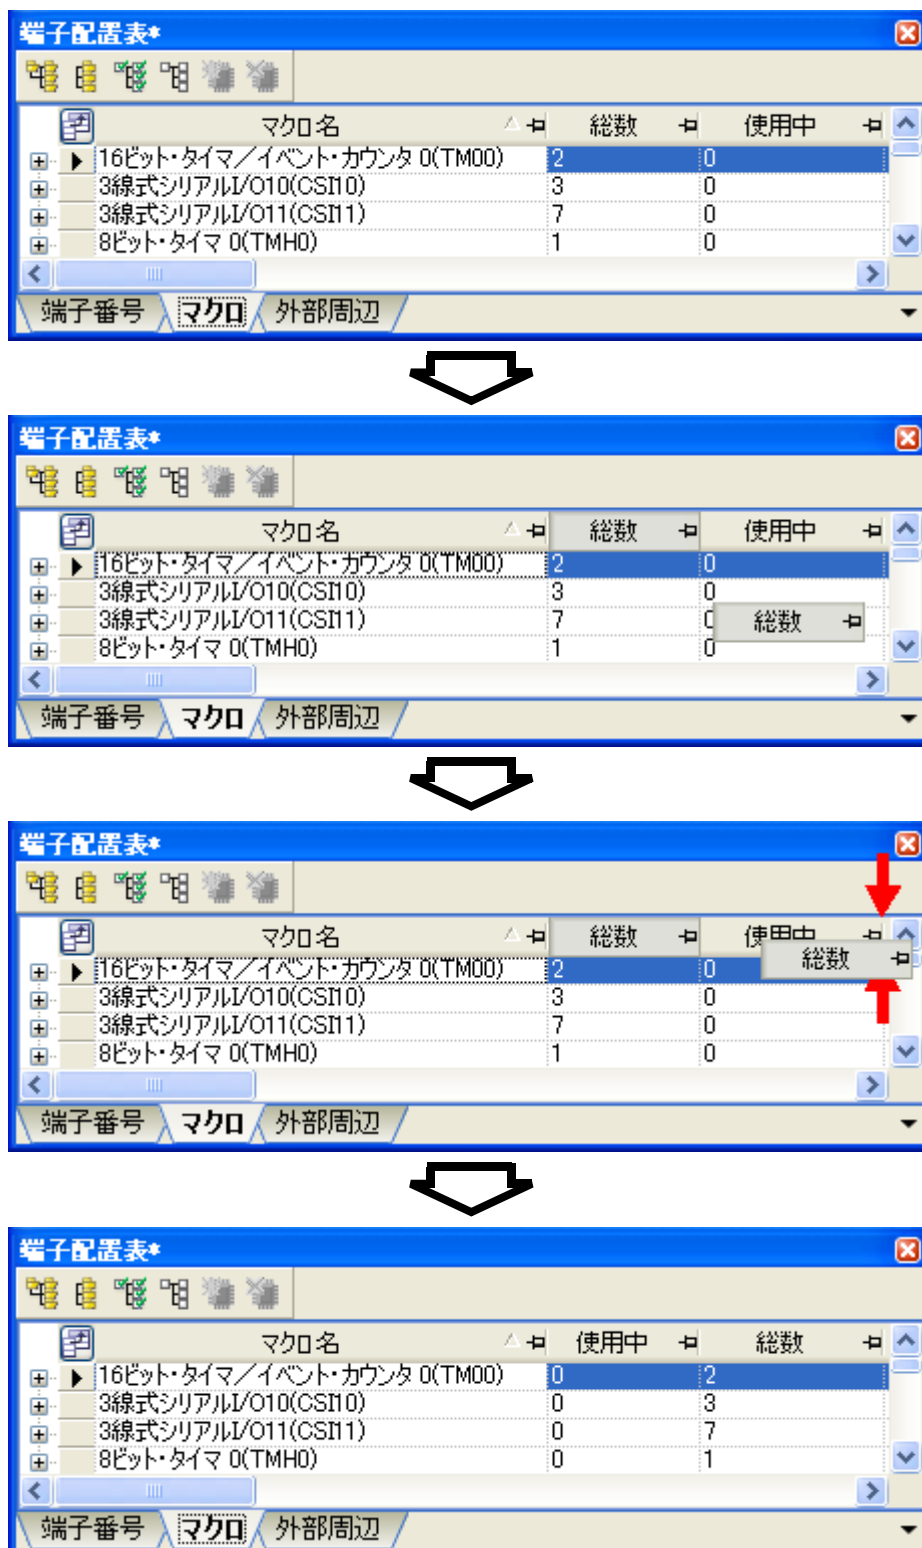 端子配置表*
マクロ名 総数 使用中
16ビット・タイマ／イベント・カウンタ 0(TM00) 2 0
3線式シリアルI/O10(CSI10) 3 0
3線式シリアルI/O11(CSI11) 7 0
8ビット・タイマ 0(TMH0) 1 0
端子番号 マクロ 外部周辺
端子配置表*
マクロ名 総数 使用中
16ビット・タイマ／イベント・カウンタ 0(TM00) 2 0
3線式シリアルI/O10(CSI10) 3 0
3線式シリアルI/O11(CSI11) 7 0 総数
8ビット・タイマ 0(TMH0) 1 0
端子番号 マクロ 外部周辺
端子配置表*
マクロ名 総数 使用中
総数
16ビット・タイマ／イベント・カウンタ 0(TM00) 2 0
3線式シリアルI/O10(CSI10) 3 0
3線式シリアルI/O11(CSI11) 7 0
8ビット・タイマ 0(TMH0) 1 0
端子番号 マクロ 外部周辺
端子配置表*
マクロ名 使用中 総数
16ビット・タイマ／イベント・カウンタ 0(TM00) 0 2
3線式シリアルI/O10(CSI10) 0 3
3線式シリアルI/O11(CSI11) 0 7
8ビット・タイマ 0(TMH0) 0 1
端子番号 マクロ 外部周辺